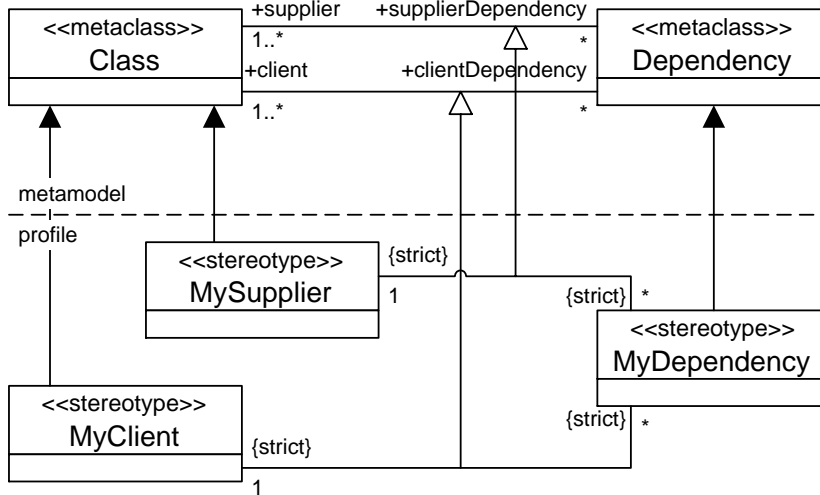 +supplier
+supplierDependency
<<metaclass>>
Class
1..*
*
<<metaclass>>
Dependency
+client
+clientDependency
1..*
*
metamodel
profile
<<stereotype>>
MySupplier
{strict}
1
{strict}
*
<<stereotype>>
MyDependency
<<stereotype>>
MyClient
{strict}
1
{strict}
*